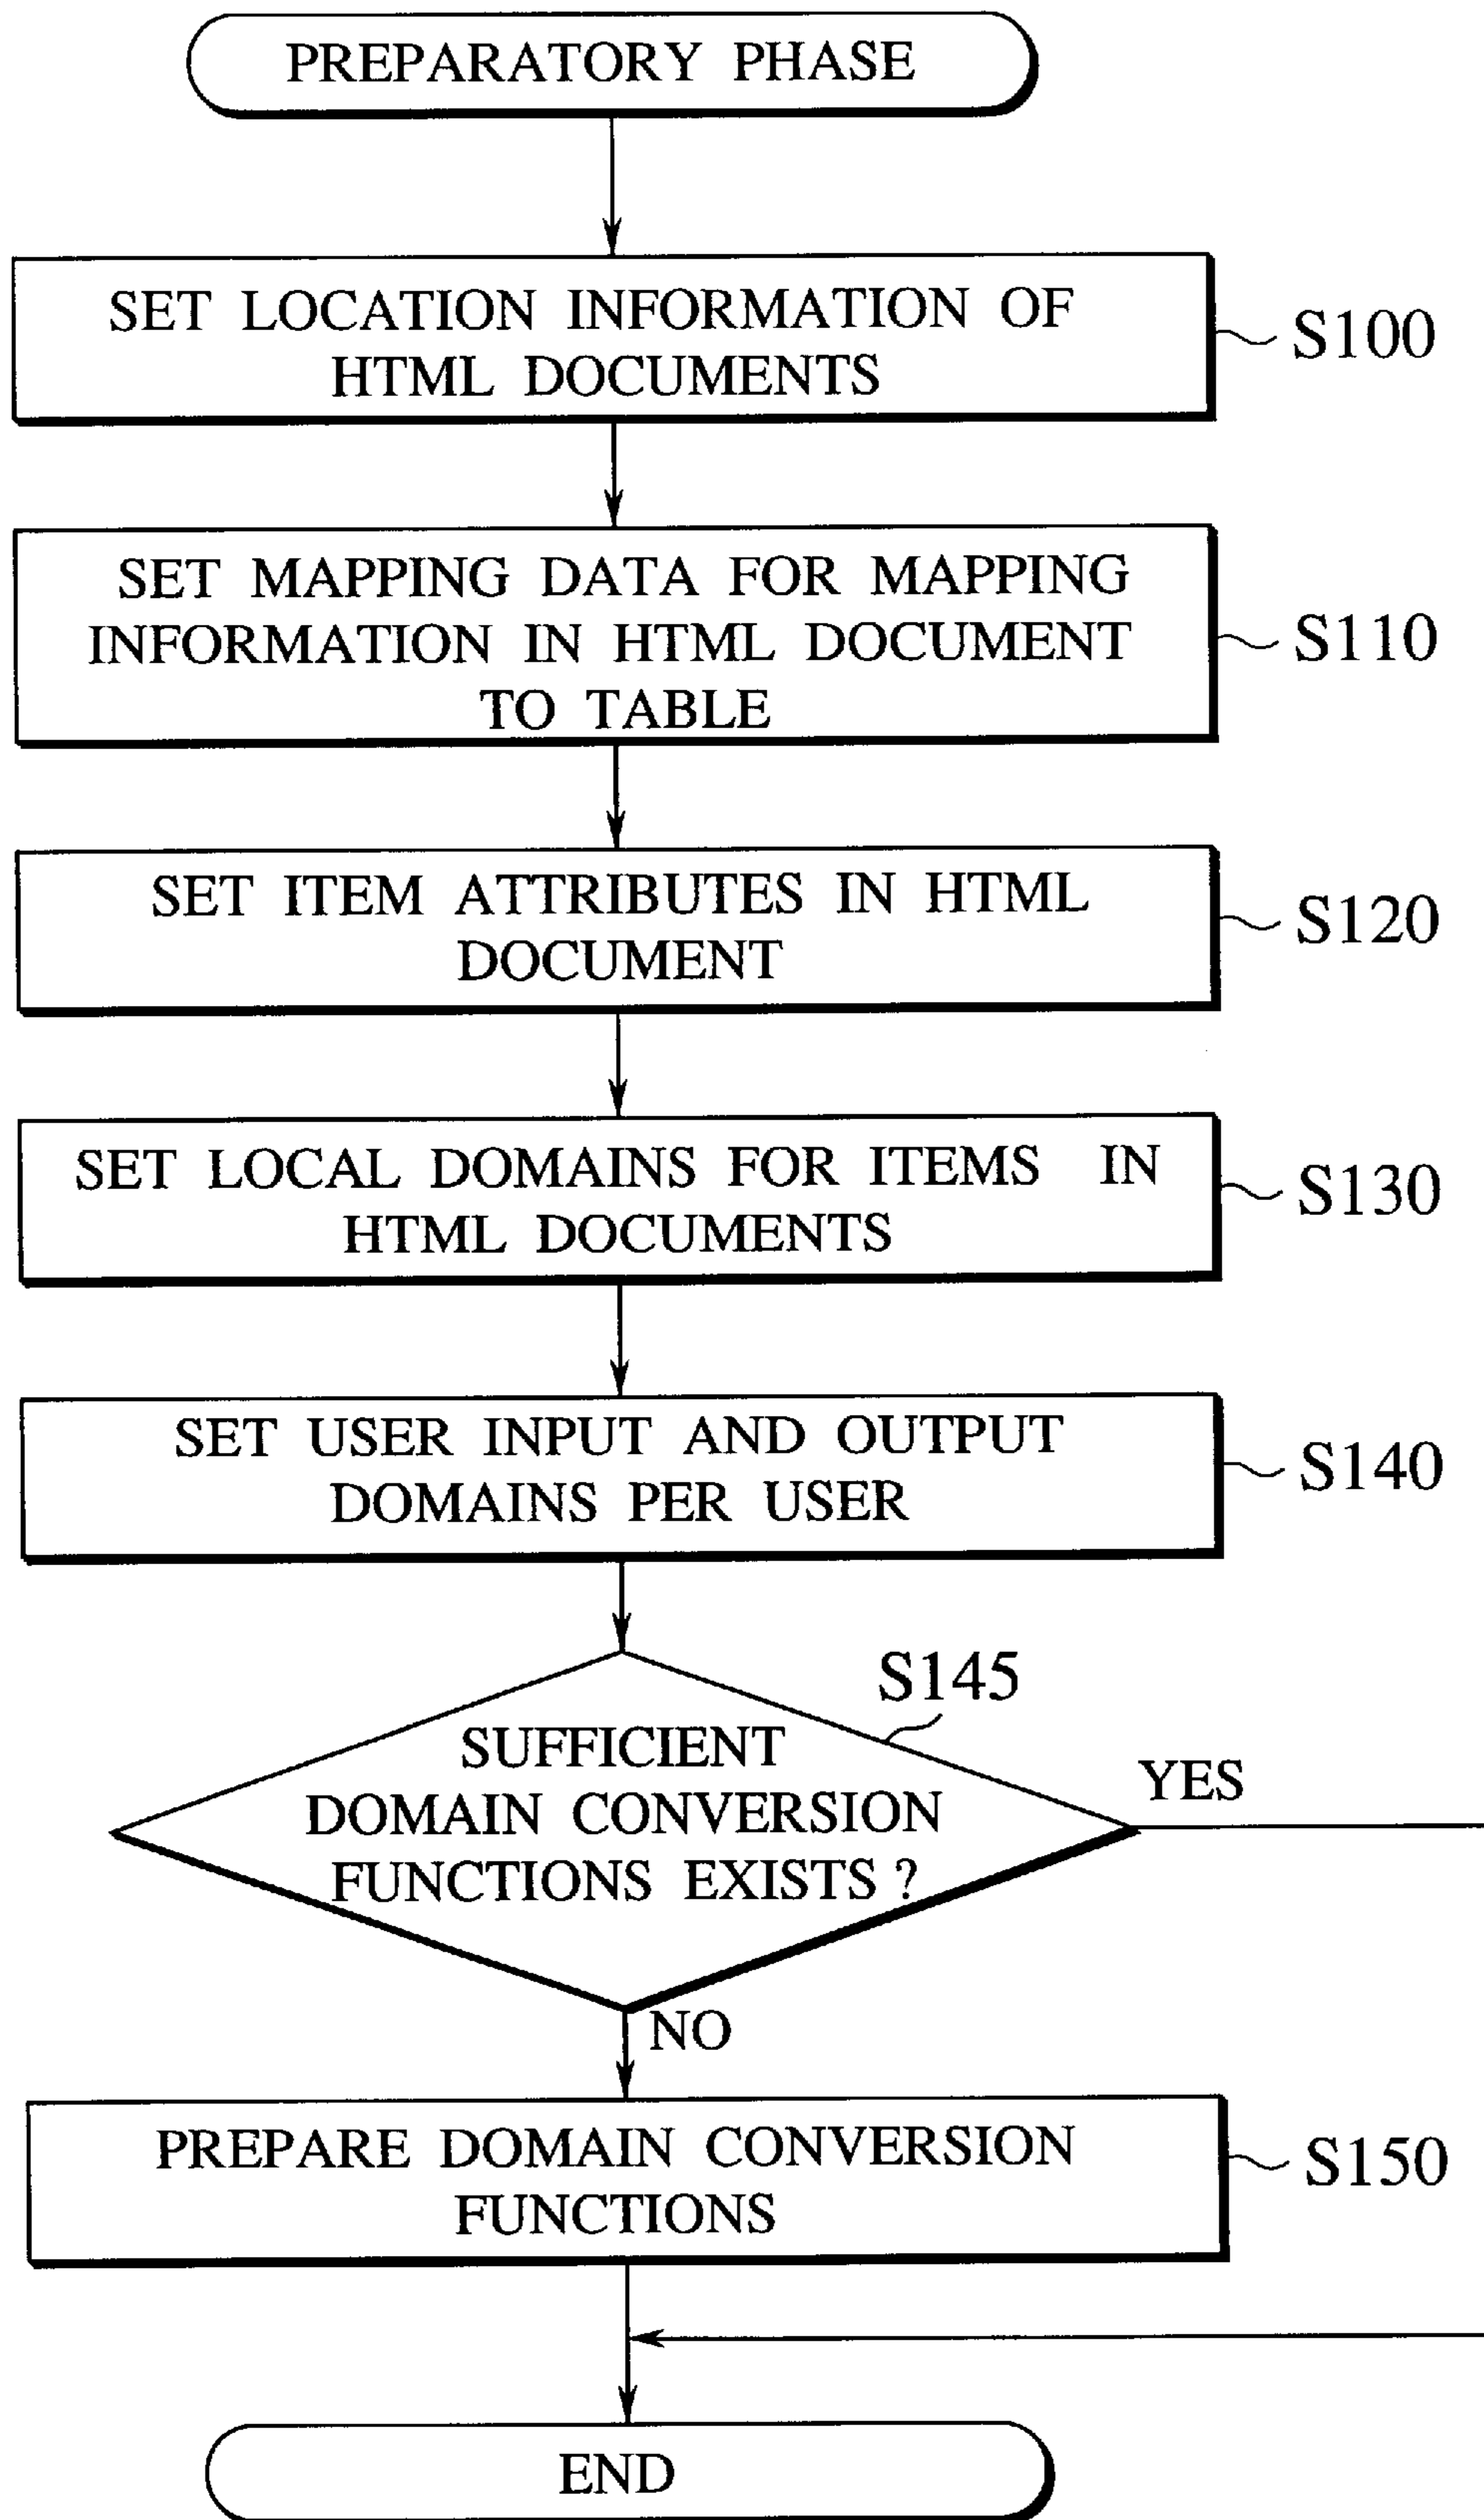 PREPARATORY PHASE
SET LOCATION INFORMATION OF
HTML DOCUMENTS
S100
SET MAPPING DATA FOR MAPPING
INFORMATION IN HTML DOCUMENT
TO TABLE
S110
SET ITEM ATTRIBUTES IN HTML
DOCUMENT
S120
SET LOCAL DOMAINS FOR ITEMS IN
HTML DOCUMENTS
S130
SET USER INPUT AND OUTPUT
DOMAINS PER USER
S140
S145
SUFFICIENT
DOMAIN CONVERSION
FUNCTIONS EXISTS ?
YES
NO
PREPARE DOMAIN CONVERSION
FUNCTIONS
S150
END